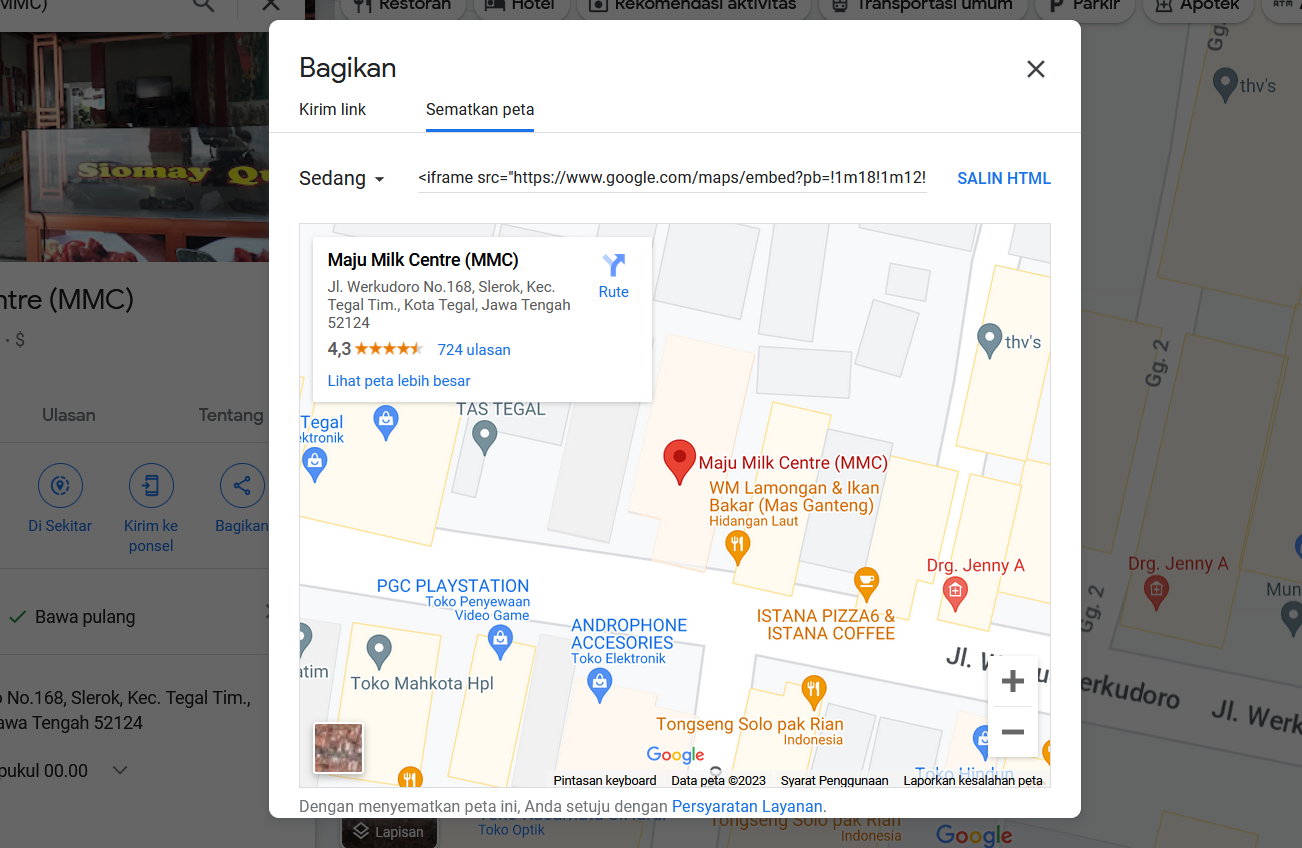 MMC)
Restoran
Hotel
Rekomendasi aktivitas
Transportasi umum
Parkir
Apotek
ATM
Siomay
ntre (MMC)
· $
Ulasan
Tentang
Di Sekitar
Kirim ke
ponsel
Bagikan
Bawa pulang
No.168, Slerok, Kec. Tegal Tim.,
Jawa Tengah 52124
pukul 00.00
Bagikan
Kirim link
Sematkan peta
Sedang
<iframe src="https://www.google.com/maps/embed?pb=!1m18!1m12!
SALIN HTML
Maju Milk Centre (MMC)
Jl. Werkudoro No.168, Slerok, Kec.
Tegal Tim., Kota Tegal, Jawa Tengah
52124
Rute
4,3
724 ulasan
Lihat peta lebih besar
thv's
TAS TEGAL
Tegal
ektronik
Maju Milk Centre (MMC)
WM Lamongan & Ikan
Bakar (Mas Ganteng)
Hidangan Laut
Drg. Jenny A
PGC PLAYSTATION
Toko Penyewaan
Video Game
ISTANA PIZZA6 &
ISTANA COFFEE
ANDROPHONE
ACCESORIES
Toko Elektronik
Jl.
atim
Toko Mahkota Hpl
Tongseng Solo pak Rian
Indonesia
Google
Toko Hindun
Pintasan keyboard
Data peta ©2023
Syarat Penggunaan
Laporkan kesalahan peta
Dengan menyematkan peta ini, Anda setuju dengan Persyaratan Layanan.
Gg.
thv's
Gg. 2
Drg. Jenny A
Gg. 2
Mun
erkudoro
Jl. Werk
Lapisan
Toko Optik
Tongseng Solo pak Rian
Indonesia
Google